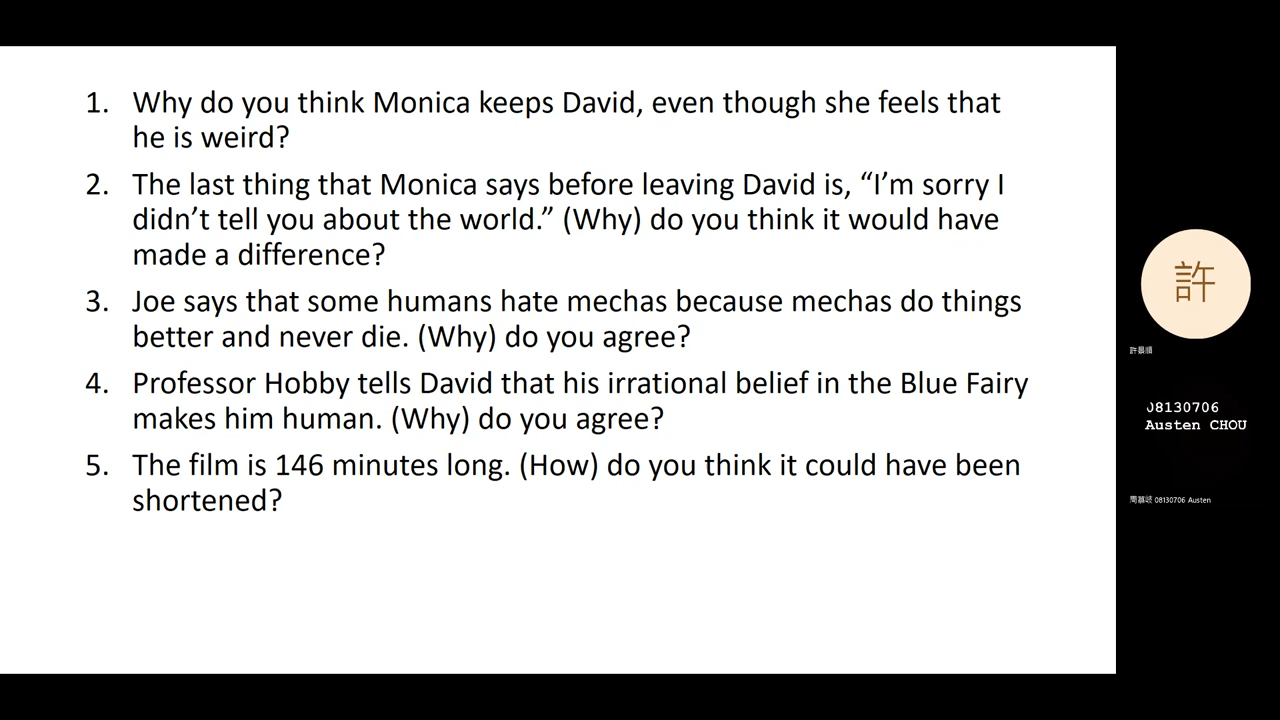 1. Why do you think Monica keeps David, even though she feels that
he is weird?
2. The last thing that Monica says before leaving David is, “I’m sorry I
didn’t tell you about the world.” (Why) do you think it would have
made a difference?
3. Joe says that some humans hate mechas because mechas do things
better and never die. (Why) do you agree?
4. Professor Hobby tells David that his irrational belief in the Blue Fairy
makes him human. (Why) do you agree?
5. The film is 146 minutes long. (How) do you think it could have been
shortened?
許
許景順
08130706
Austen CHOU
08130706 Austen